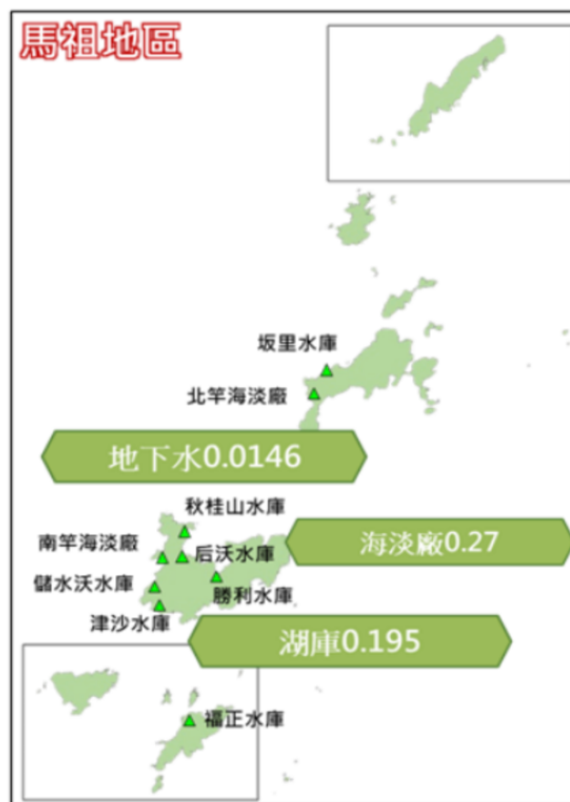 馬祖地區
坂里水庫
北竿海淡廠
地下水0.0146
秋桂山水庫
南竿海淡廠
后沃水庫
海淡廠0.27
儲水沃水庫
勝利水庫
津沙水庫
湖庫0.195
福正水庫